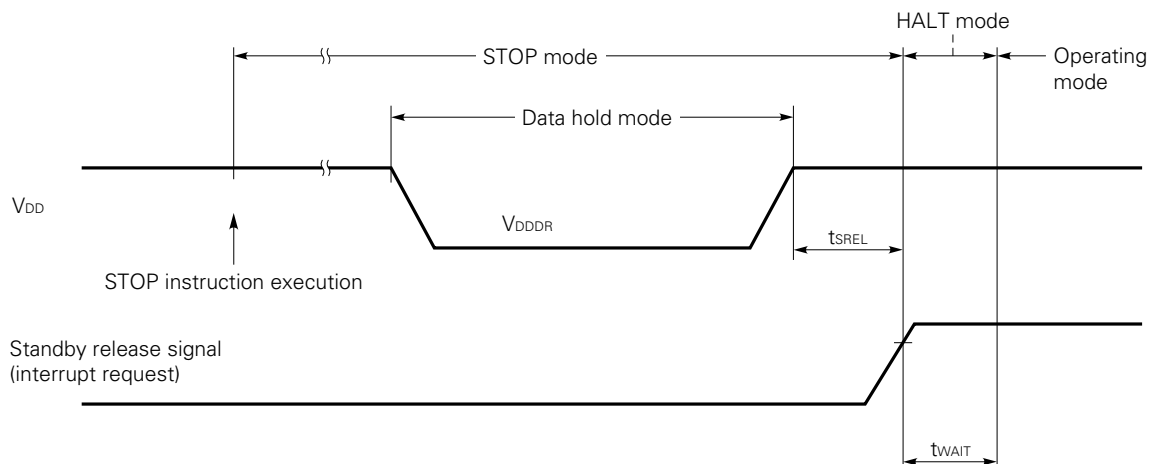 HALT mode
STOP mode
Operating
mode
Data hold mode
VDD
VDDDR
tSREL
STOP instruction execution
Standby release signal
(interrupt request)
tWAIT